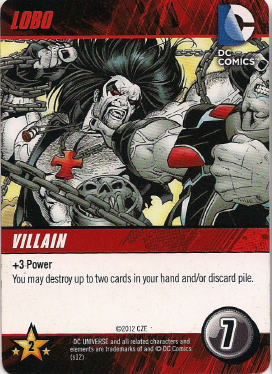 LOBO
DC
DC
COMICS
VILLAIN
+3 Power
You may destroy up to two cards in your hand and/or discard pile.
©2012 CZE
2
DC UNIVERSE and all related characters and
elements are trademarks of and © DC Comics
(s12)
7